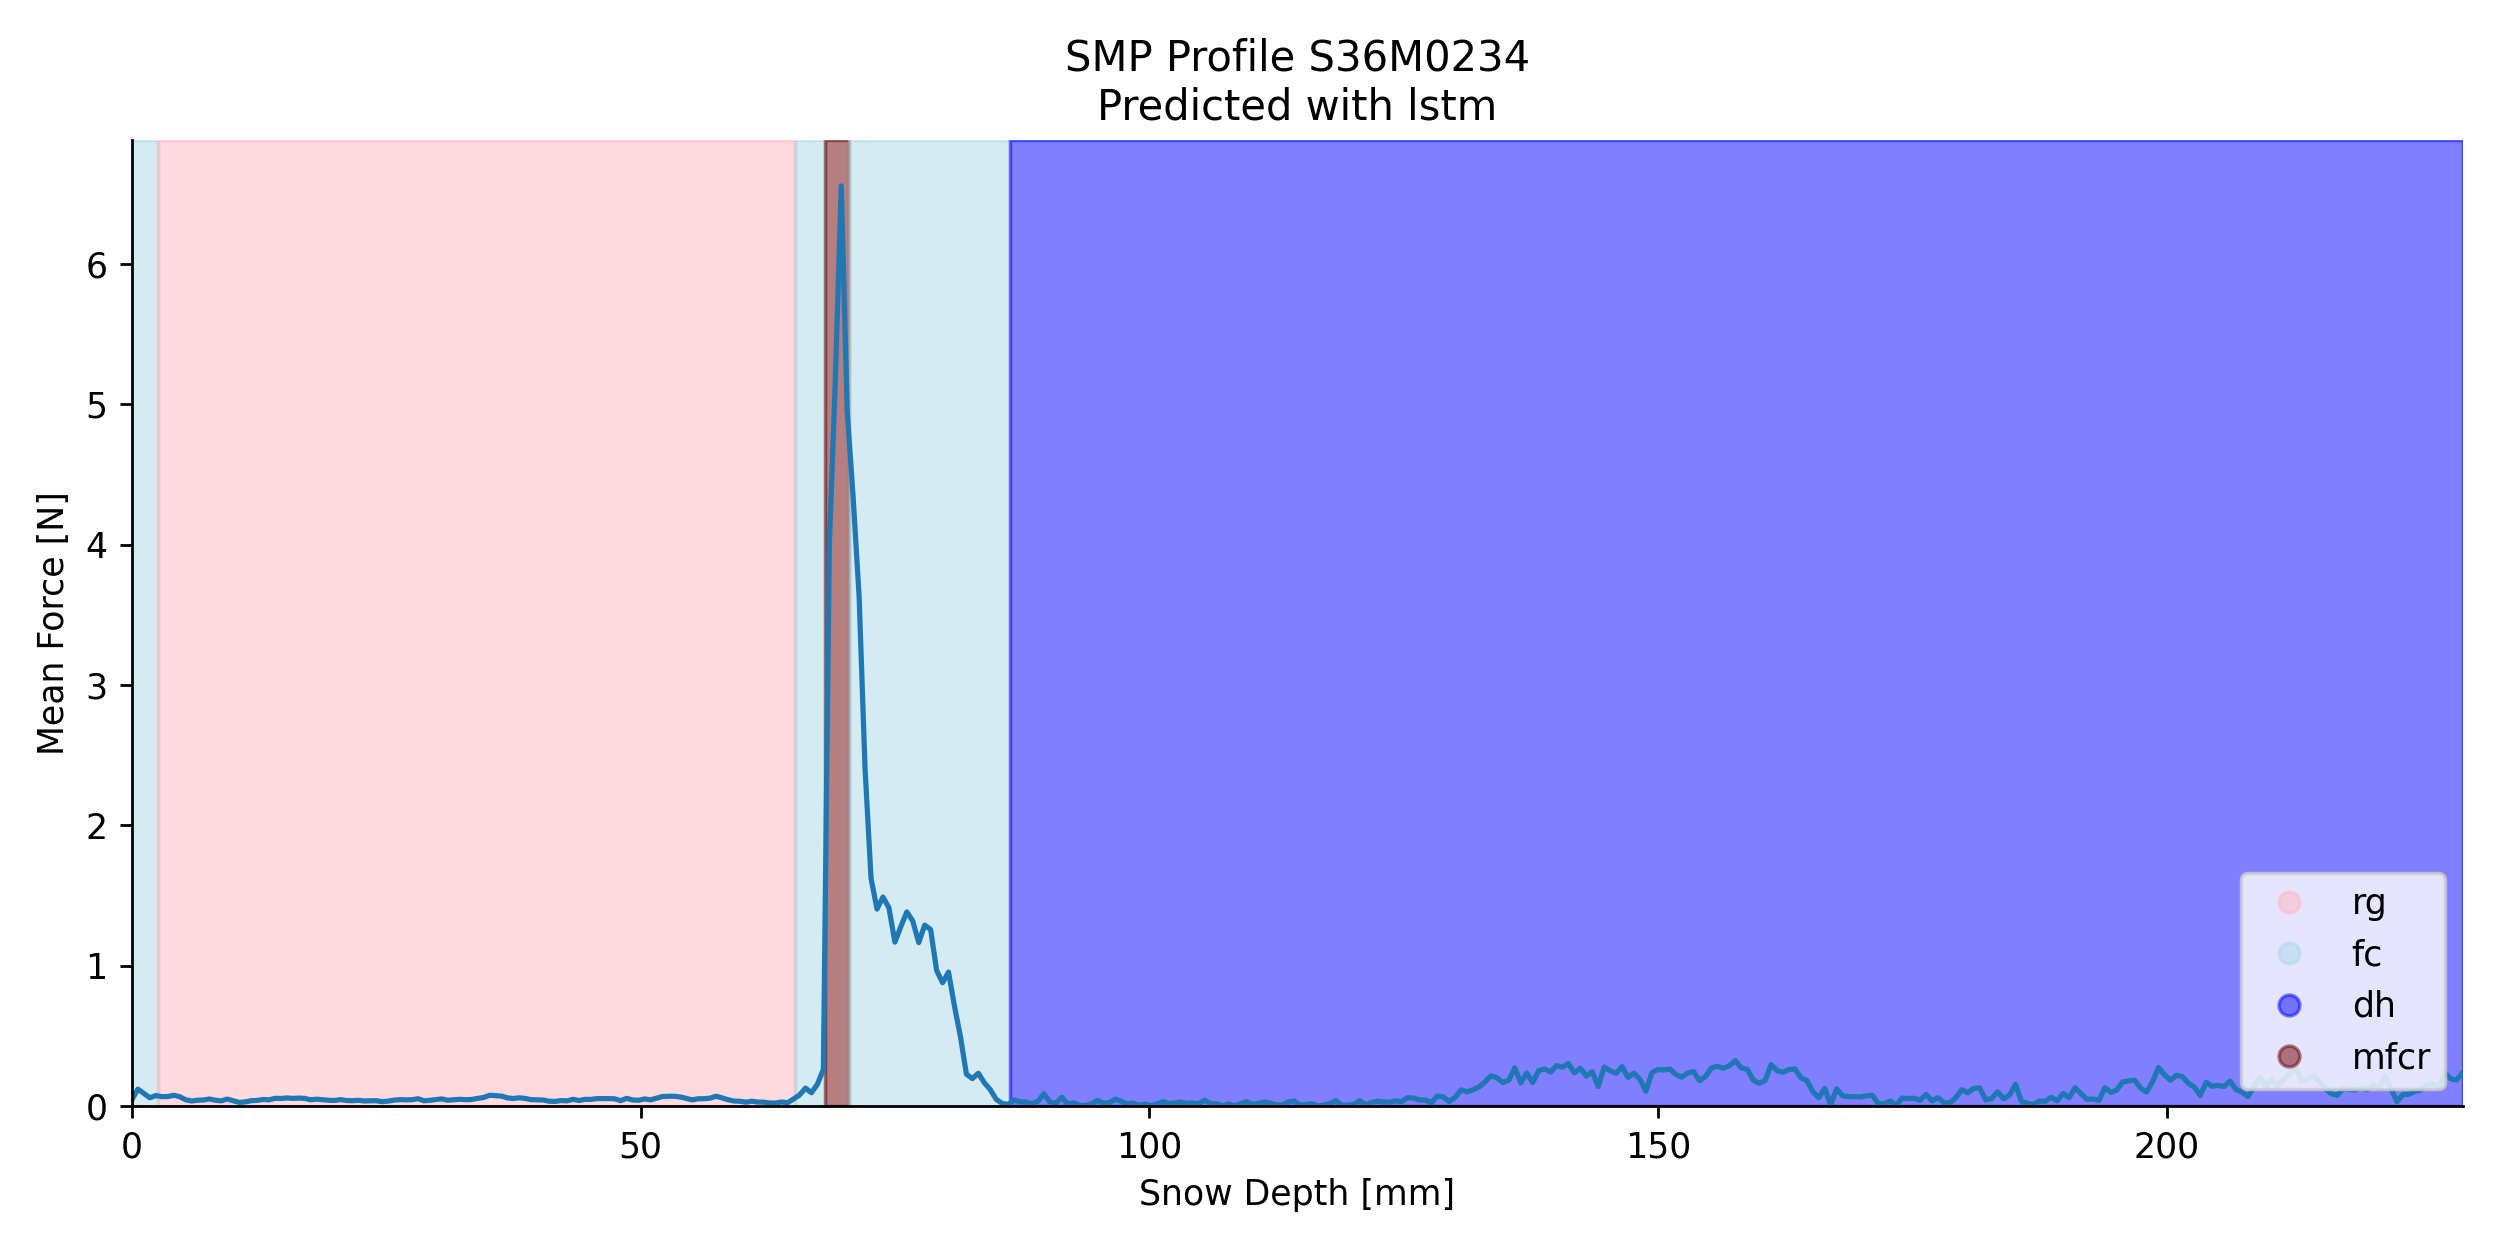 SMP Profile S36M0234
Predicted with lstm
Mean Force [N]
6
5
4
3
2
1
0
0 50 100 150 200
Snow Depth [mm]
rg
fc
dh
mfcr